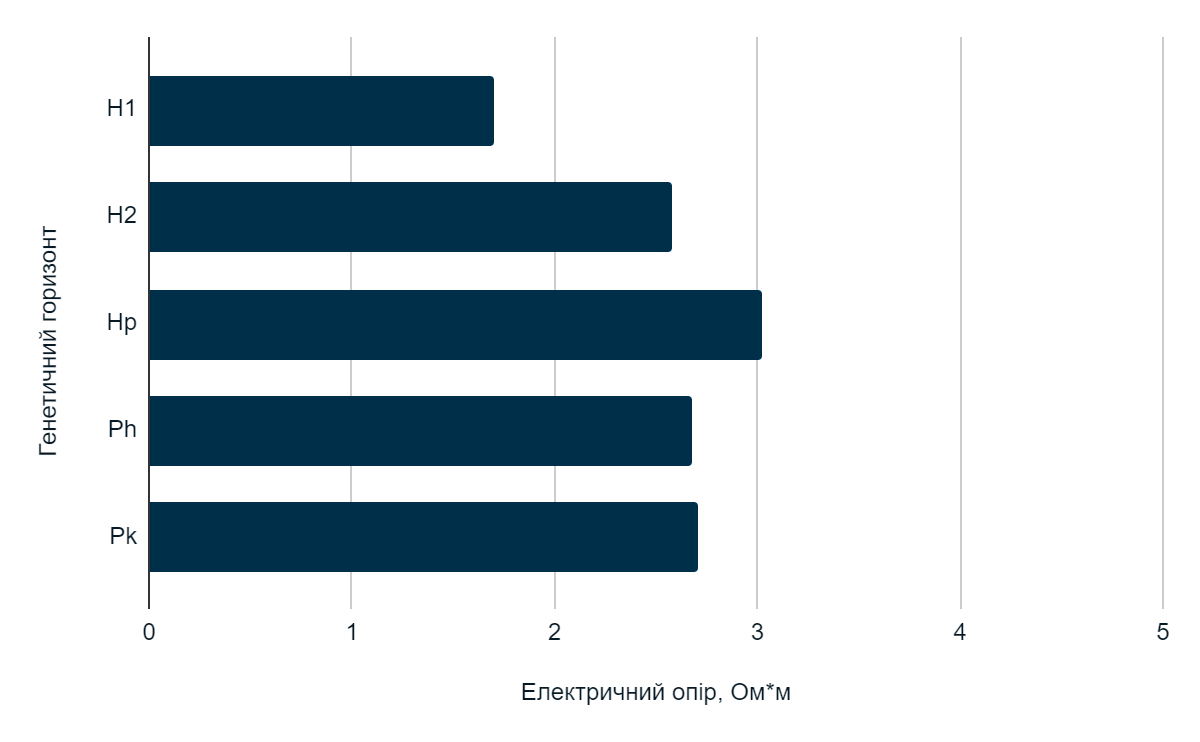 Генетичний горизонт
H1
H2
Hp
Ph
Pk
0 1 2 3 4 5
Електричний опір, Ом*м